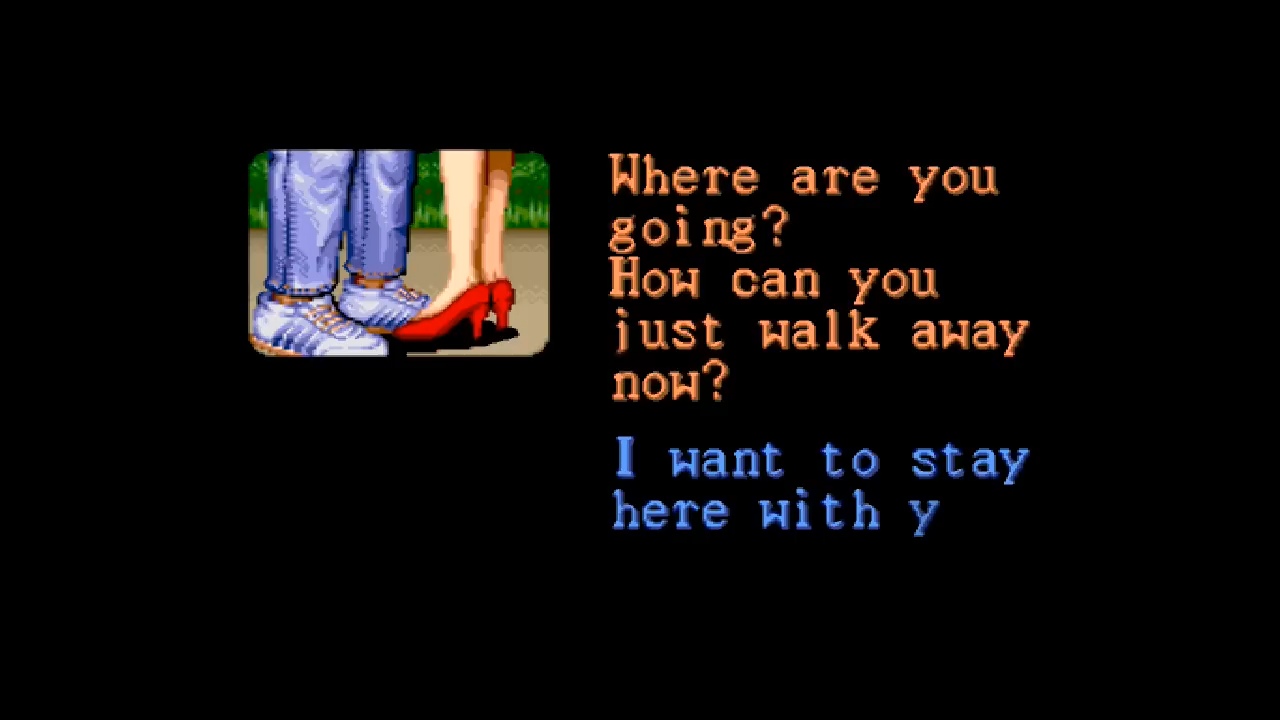 Where are you
going?
How can you
just walk away
now?
I want to stay
here with y